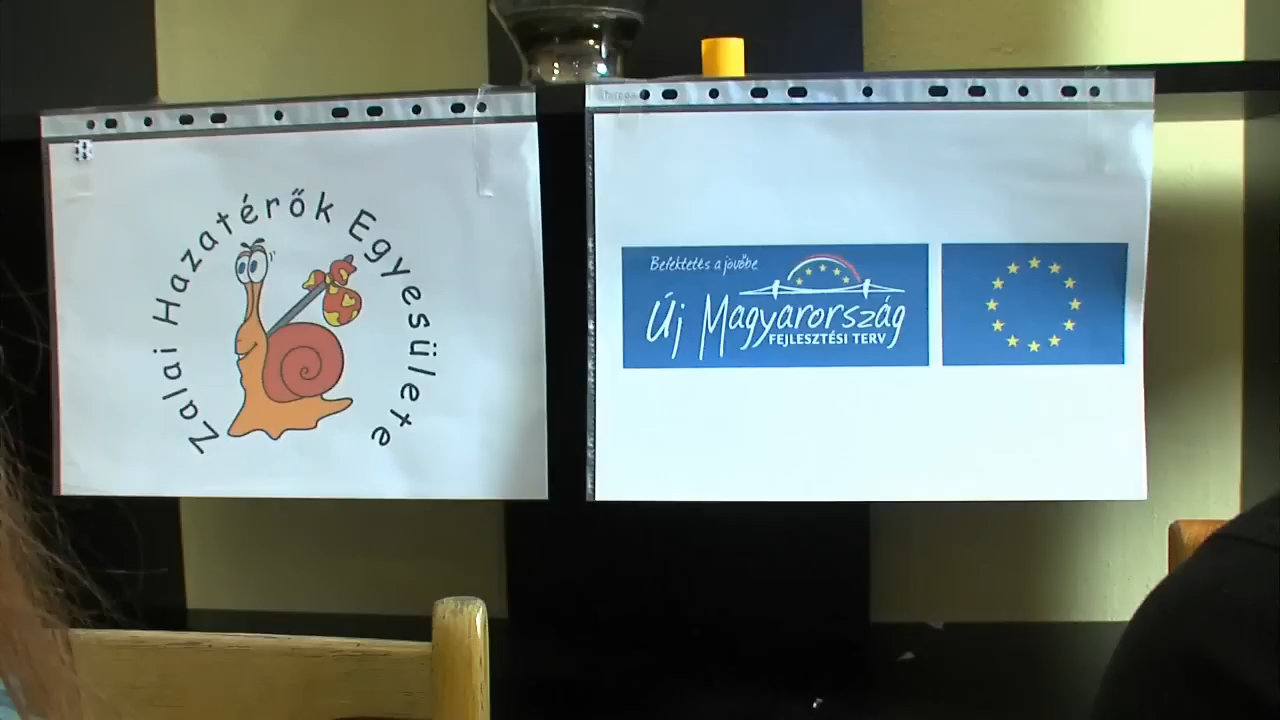 Zalai Hazatérők Egyesülete
Befektetés a jövőbe
Új Magyarország
FEJLESZTÉSI TERV